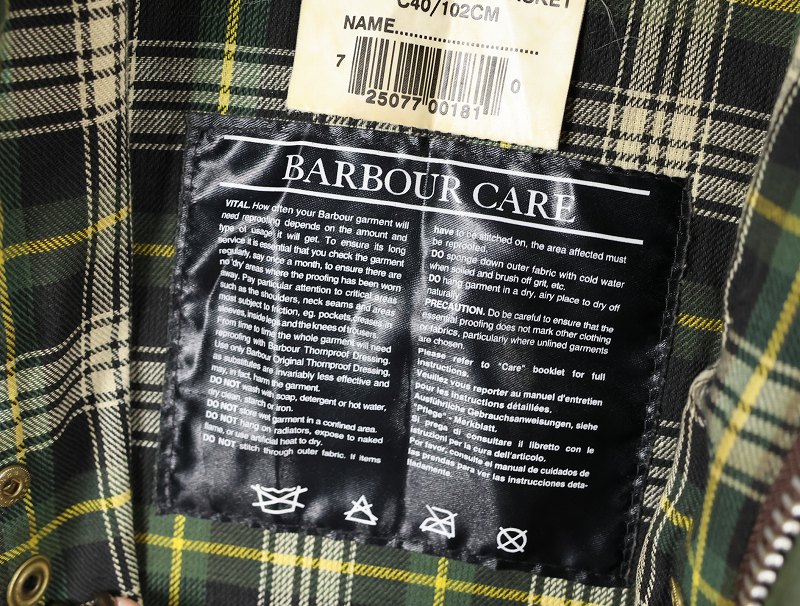 C40/102CM
NAME
7 25077 00181 0
BARBOUR CARE
VITAL. How often your Barbour garment will
need reproofing depends on the amount and
type of usage it will get. To ensure its long
service it is essential that you check the garment
regularly, say once a month, to ensure there are
no 'dry' areas where the proofing has been worn
away. Pay particular attention to critical areas
such as the shoulders, neck seams and areas
most subject to friction, eg. pockets, creases in
sleeves, inside legs and the knees of trousers.
From time to time the whole garment will need
reproofing with Barbour Thornproof Dressing.
Use only Barbour Original Thornproof Dressing,
as substitutes are invariably less effective and
may, in fact, harm the garment.
DO NOT wash with soap, detergent or hot water,
dry clean, starch or iron.
DO NOT store wet garment in a confined area.
DO NOT hang on radiators, expose to naked
flame, or use artificial heat to dry.
DO NOT stitch through outer fabric. If items
have to be stitched on, the area affected must
be reproofed.
DO sponge down outer fabric with cold water
when soiled and brush off grit, etc.
DO hang garment in a dry, airy place to dry off
naturally.
PRECAUTION. Do be careful to ensure that the
essential proofing does not mark other clothing
or fabrics, particularly where unlined garments
are chosen.
Please refer to "Care" booklet for full
instructions.
Veuillez vous reporter au manuel d'entretien
pour les instructions détaillées.
Ausführliche Gebrauchsanweisungen, siehe
"Pflege" - Merkblatt.
Si prega di consultare il libretto con le
istruzioni per la cura dell'articolo.
Por favor, consulte el manual de cuidados de
las prendas para ver las instrucciones deta-
lladamente.